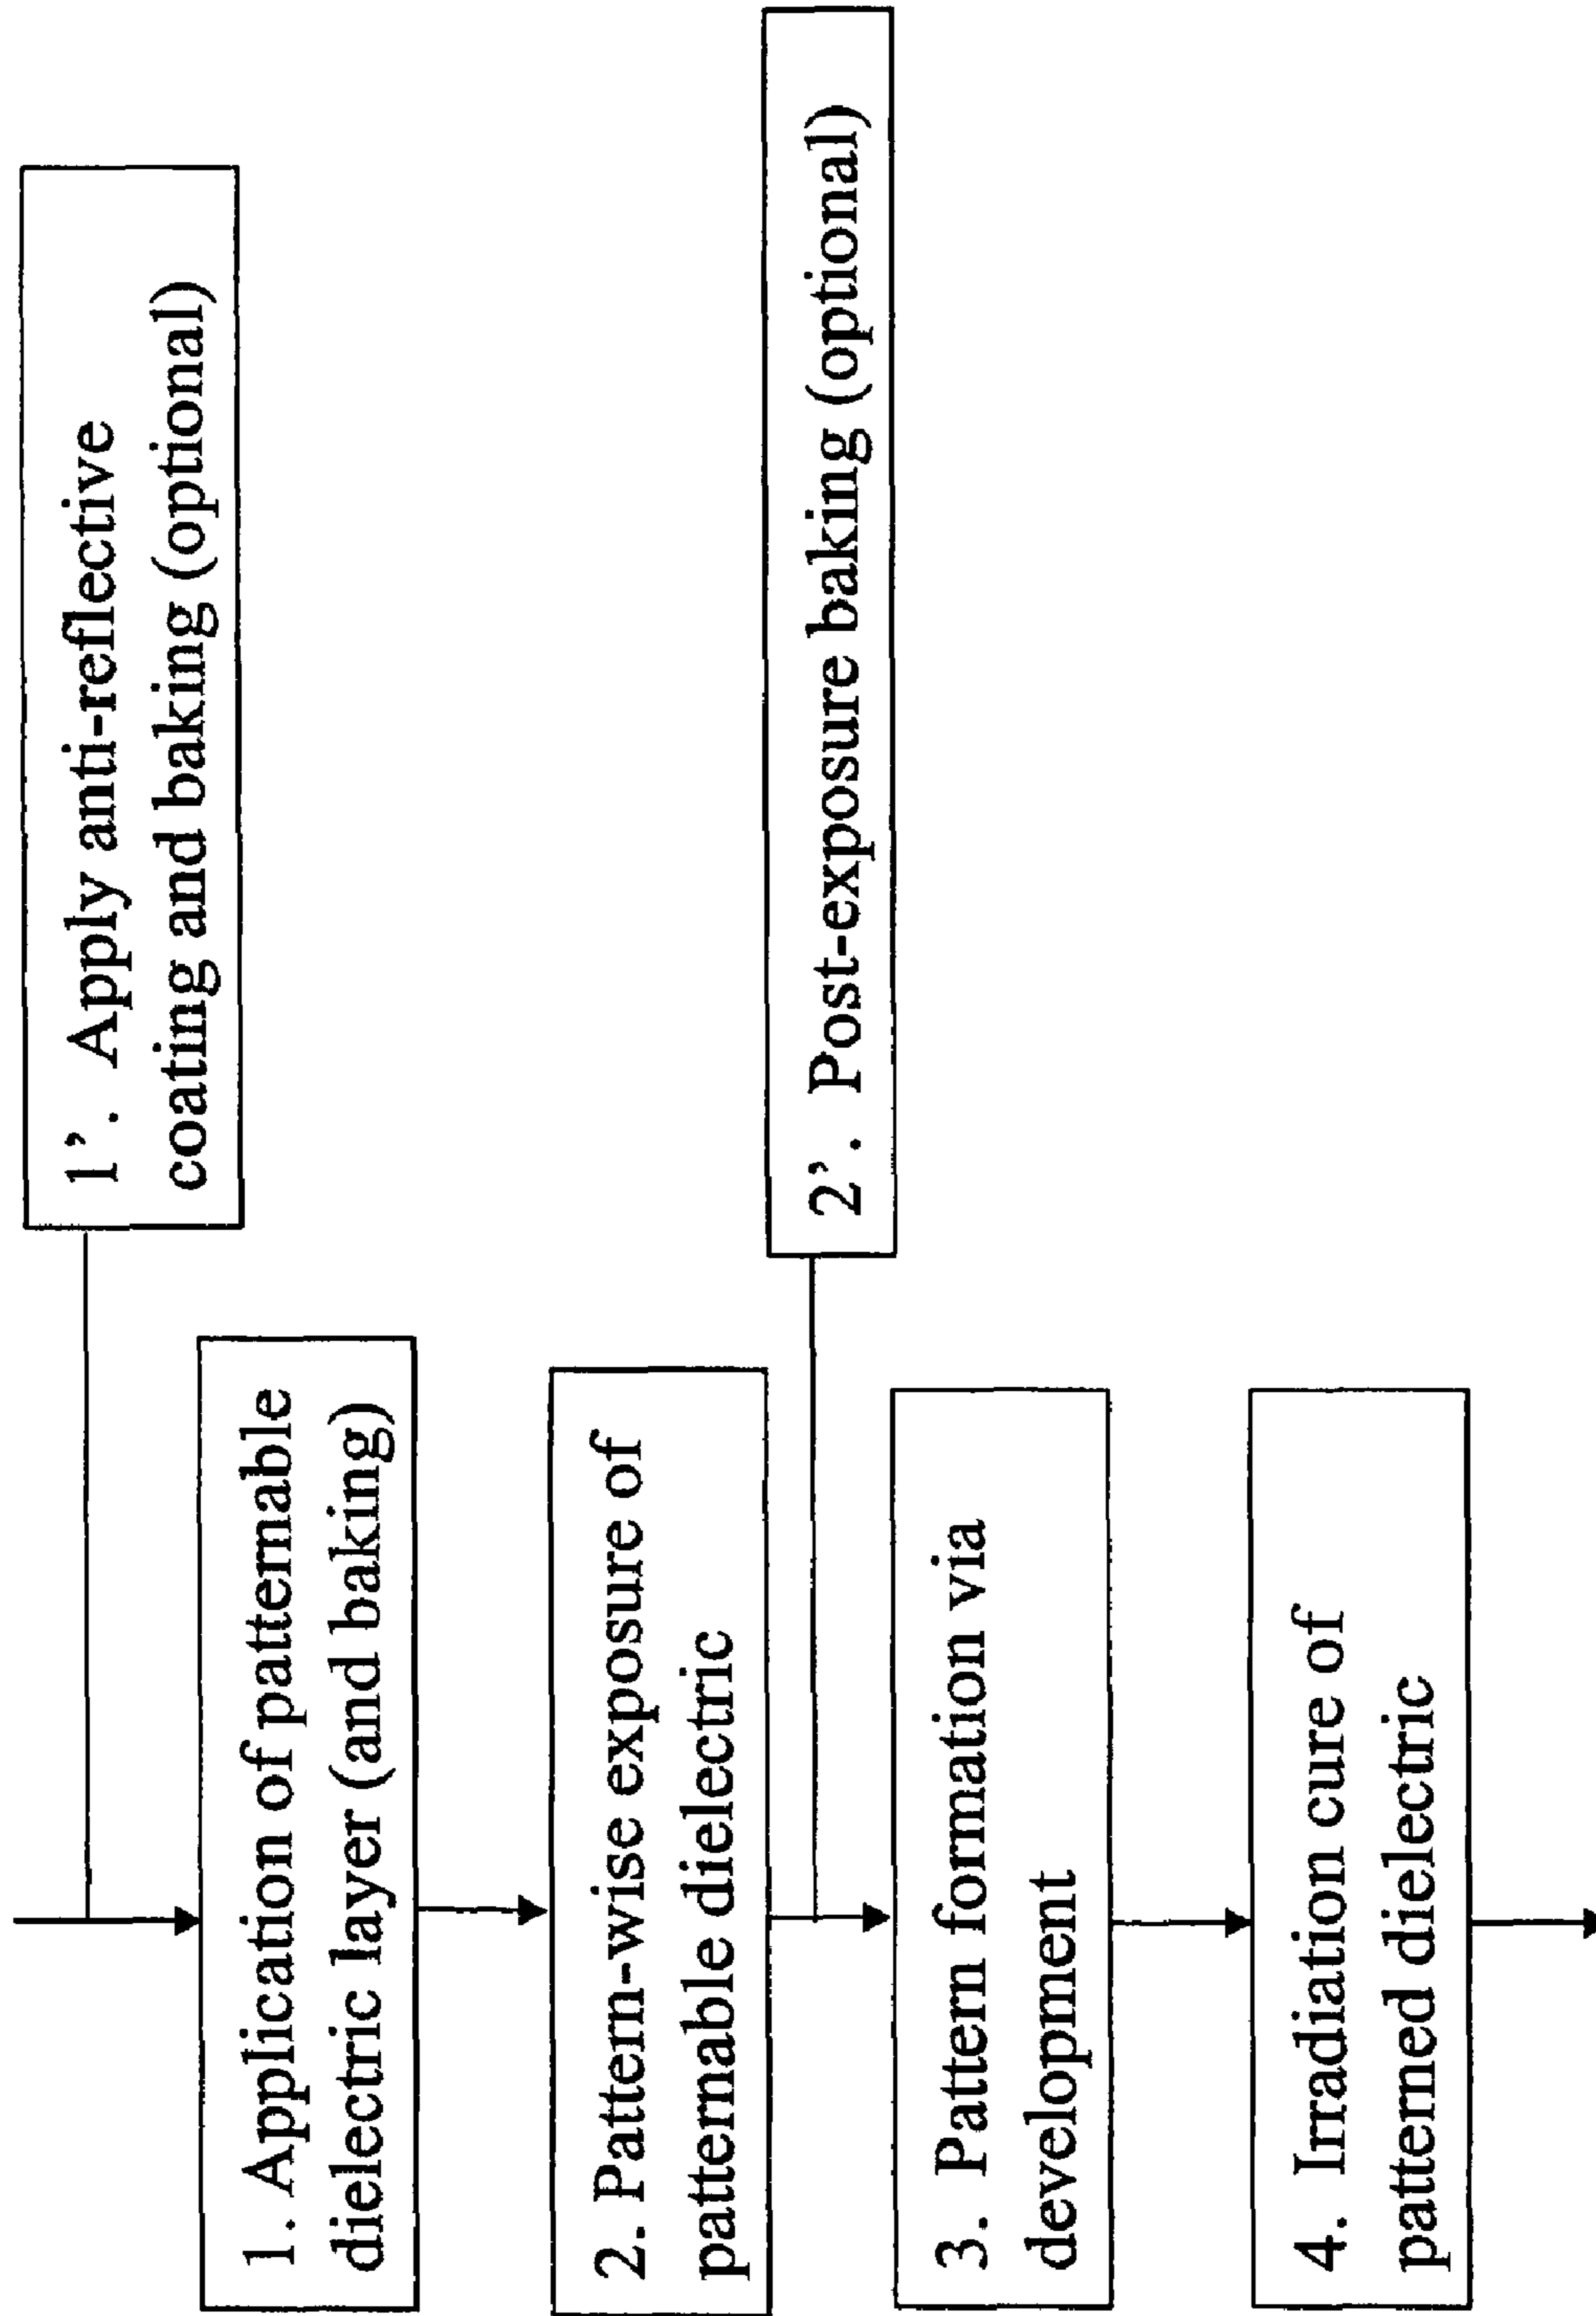 1'. Apply anti-reflective
coating and baking (optional)
1. Application of patternable
dielectric layer (and baking)
2. Pattern-wise exposure of
patternable dielectric
2'. Post-exposure baking (optional)
3. Pattern formation via
development
4. Irradiation cure of
patterned dielectric